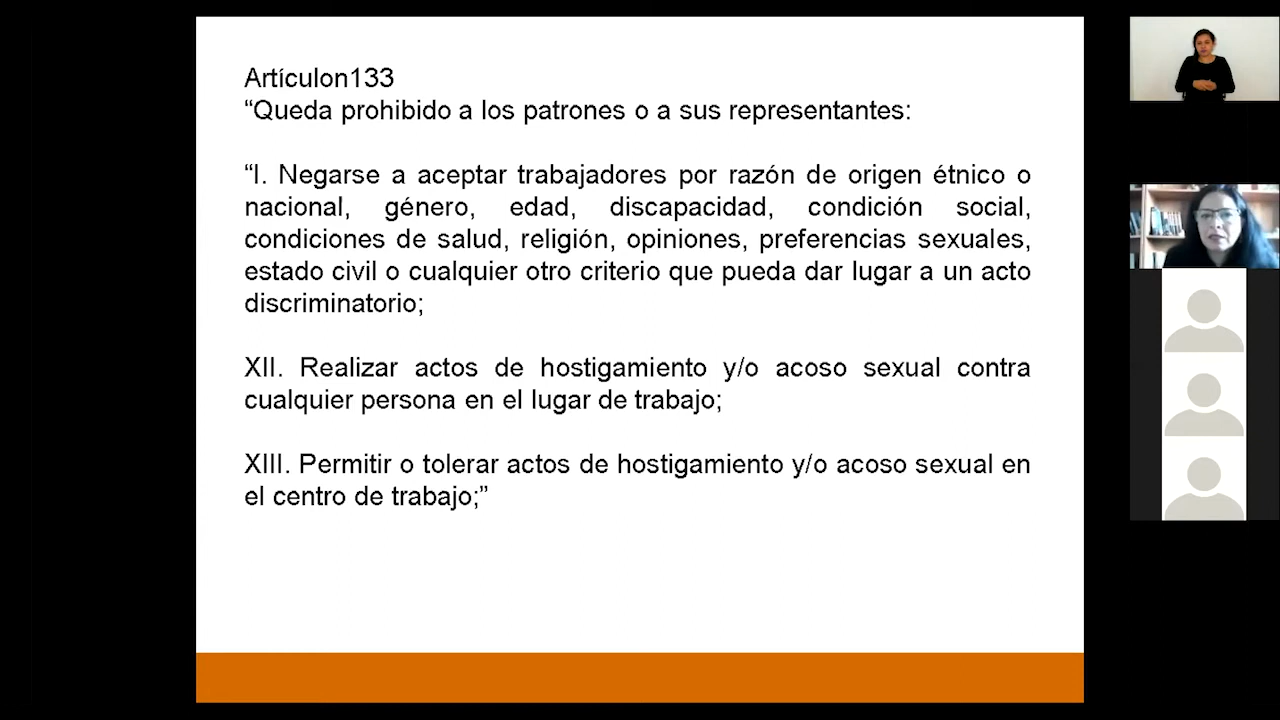 Artículon133
“Queda prohibido a los patrones o a sus representantes:
“I. Negarse a aceptar trabajadores por razón de origen étnico o
nacional, género, edad, discapacidad, condición social,
condiciones de salud, religión, opiniones, preferencias sexuales,
estado civil o cualquier otro criterio que pueda dar lugar a un acto
discriminatorio;
XII. Realizar actos de hostigamiento y/o acoso sexual contra
cualquier persona en el lugar de trabajo;
XIII. Permitir o tolerar actos de hostigamiento y/o acoso sexual en
el centro de trabajo;”